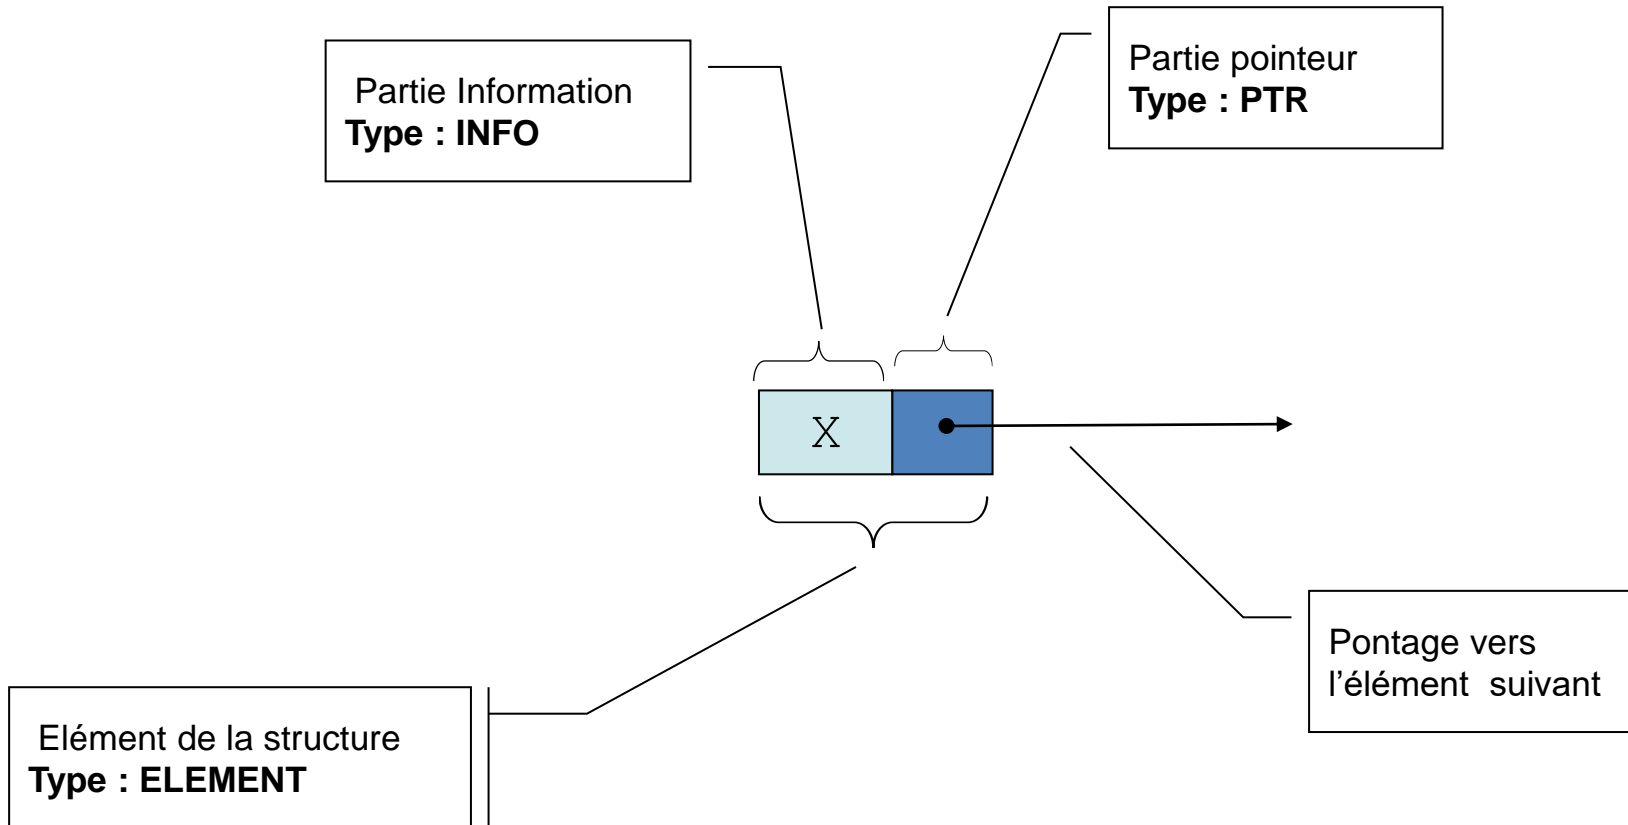 Partie Information
Type : INFO
Partie pointeur
Type : PTR
X
Pontage vers
l’élément suivant
Elément de la structure
Type : ELEMENT